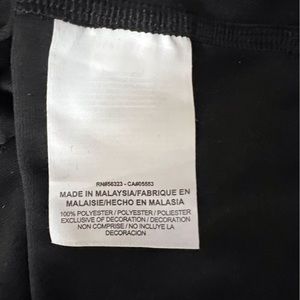 RN#56323 - CA#05553
MADE IN MALAYSIA/FABRIQUE EN
MALAISIE/HECHO EN MALASIA
100% POLYESTER / POLYESTER / POLIESTER
EXCLUSIVE OF DECORATION / DECORATION
NON COMPRISE / NO INCLUYE LA
DECORACION